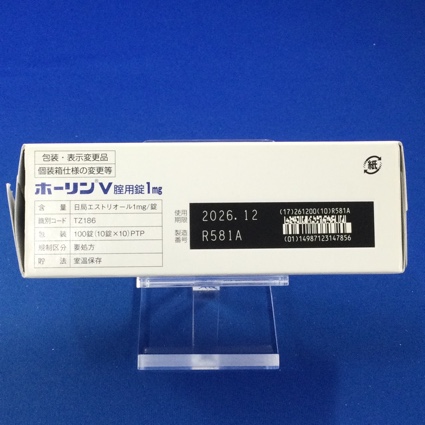 包装・表示変更品
個装箱仕様の変更等
ホーリンV 腟用錠1mg
含量 日局エストリオール1mg/錠
識別コード TZ186
包装 100錠(10錠×10)PTP
規制区分 要処方
貯法 室温保存
使用期限 2026.12
製造番号 R581A
(17)261200(10)R581A
(01)14987123147856
紙